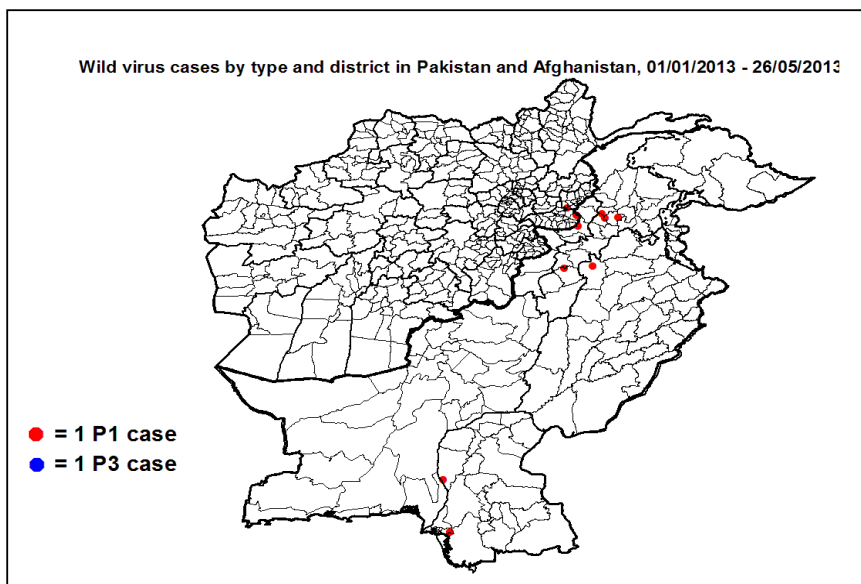 Wild virus cases by type and district in Pakistan and Afghanistan, 01/01/2013 - 26/05/2013
= 1 P1 case
= 1 P3 case